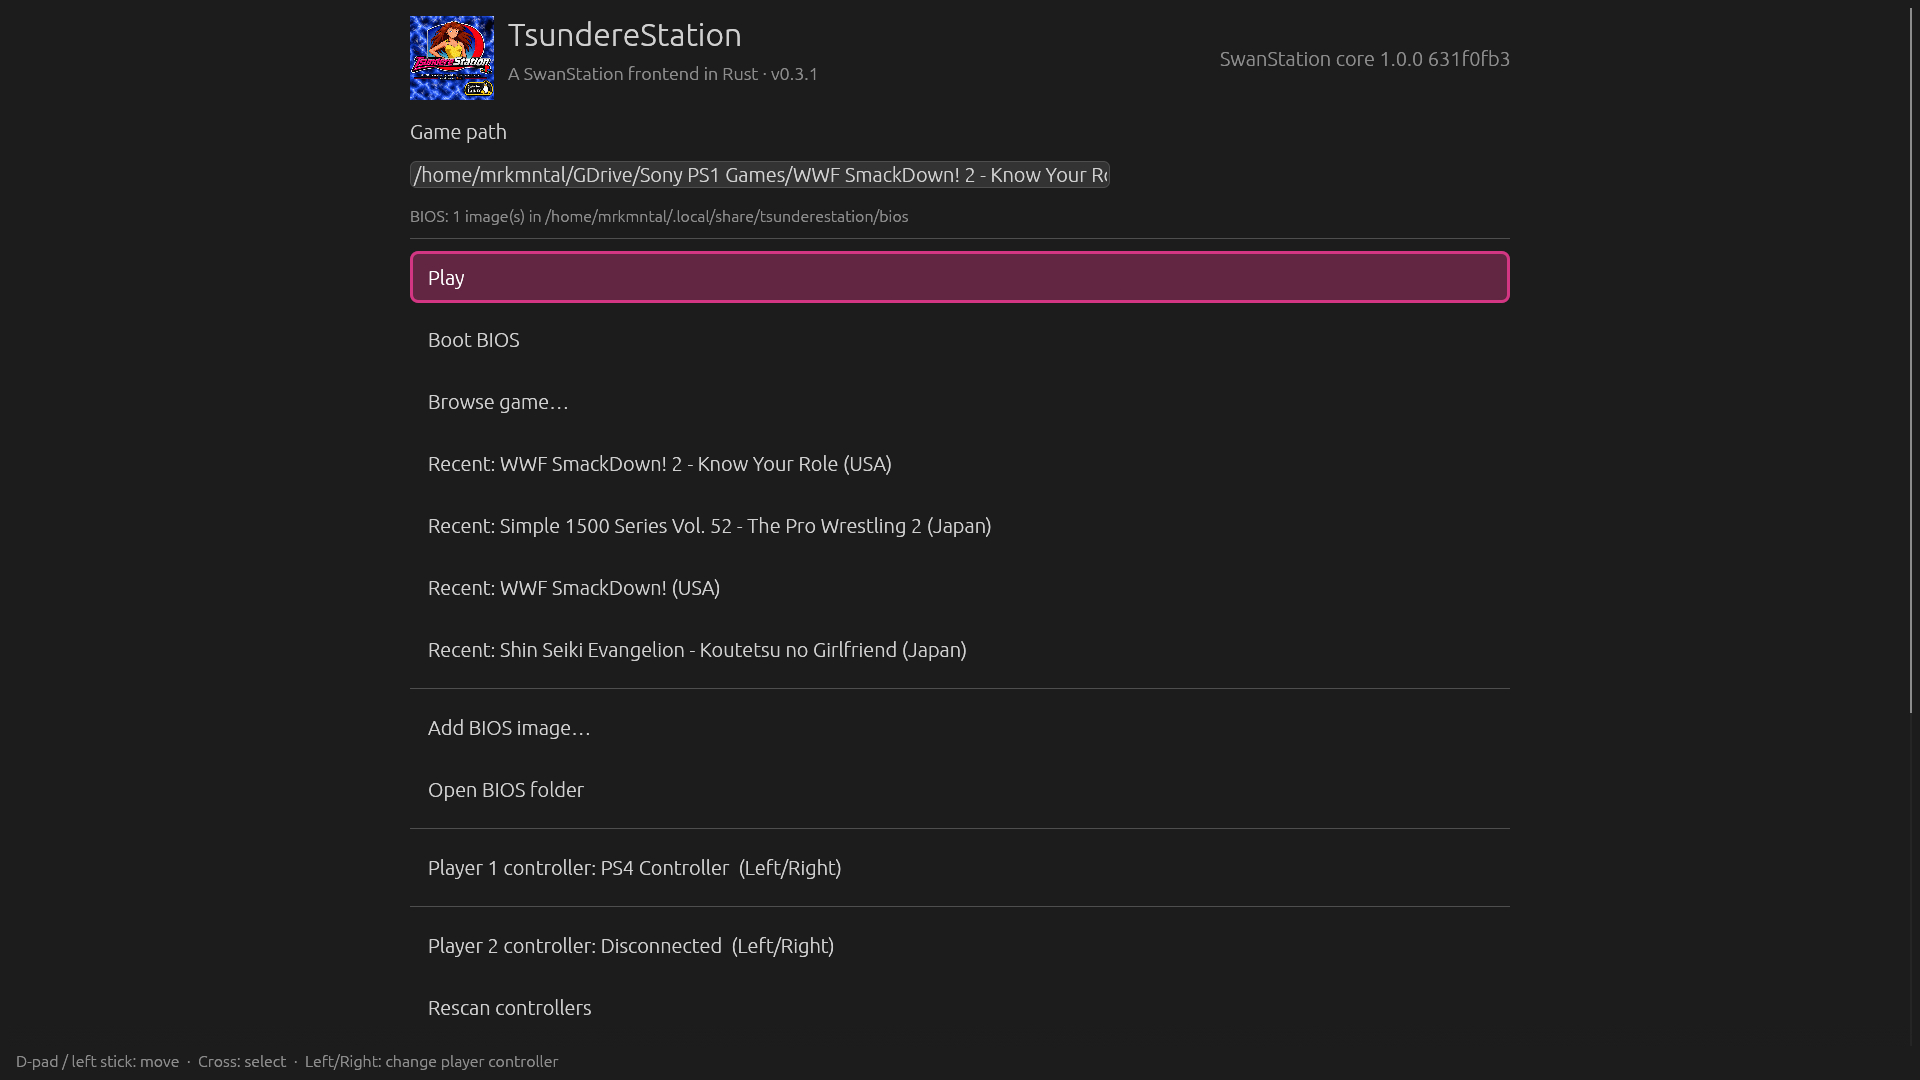 TsundereStation
A SwanStation frontend in Rust · v0.3.1
SwanStation core 1.0.0 631f0fb3
Game path
/home/mrkmntal/GDrive/Sony PS1 Games/WWF SmackDown! 2 - Know Your
BIOS: 1 image(s) in /home/mrkmntal/.local/share/tsunderestation/bios
Play
Boot BIOS
Browse game…
Recent: WWF SmackDown! 2 - Know Your Role (USA)
Recent: Simple 1500 Series Vol. 52 - The Pro Wrestling 2 (Japan)
Recent: WWF SmackDown! (USA)
Recent: Shin Seiki Evangelion - Koutetsu no Girlfriend (Japan)
Add BIOS image…
Open BIOS folder
Player 1 controller: PS4 Controller (Left/Right)
Player 2 controller: Disconnected (Left/Right)
Rescan controllers
D-pad / left stick: move · Cross: select · Left/Right: change player controller